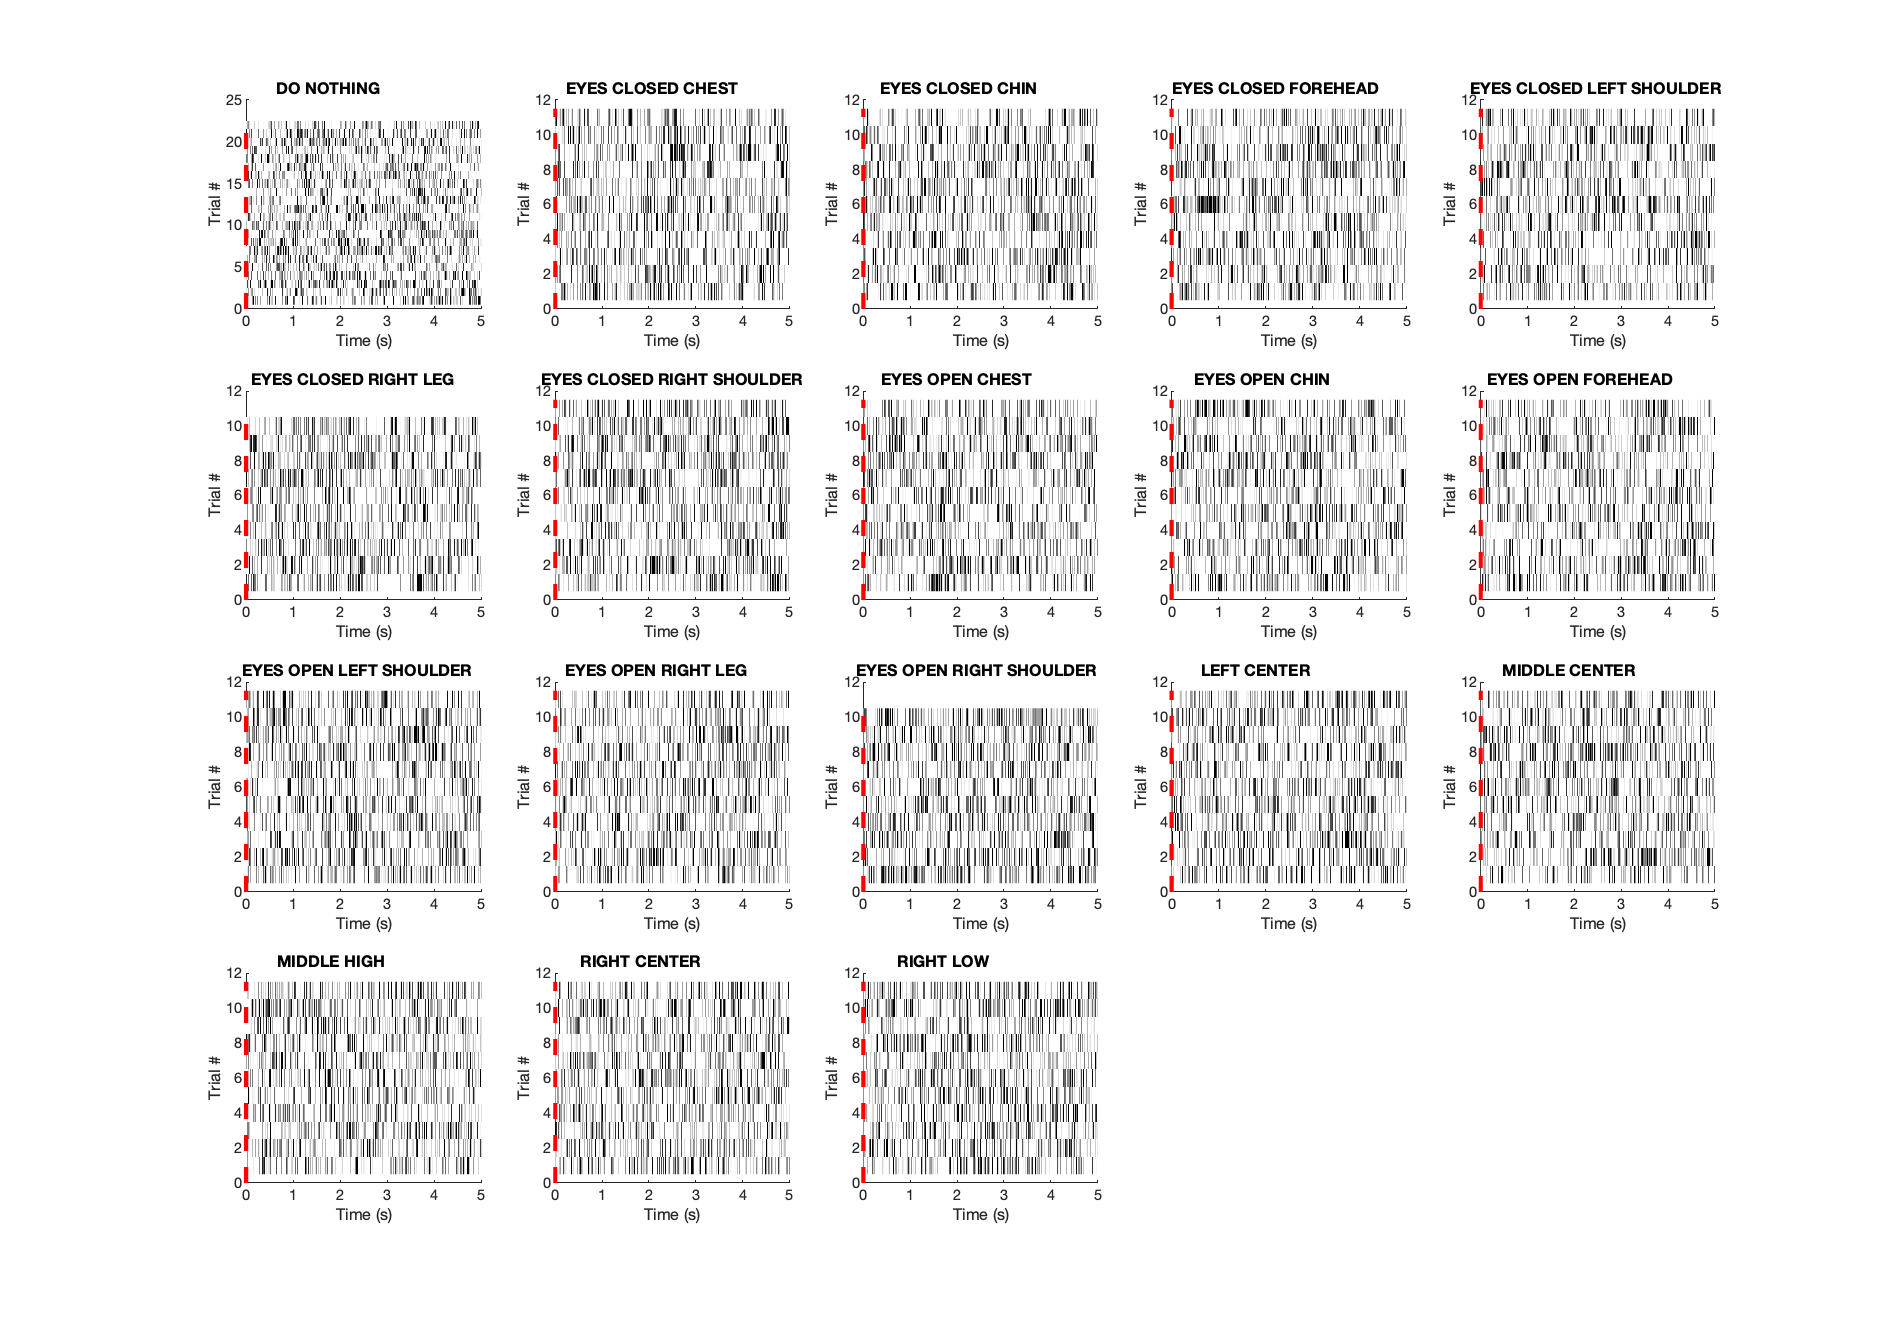 DO NOTHING
25
20
15
10
5
0
Trial #
0 1 2 3 4 5
Time (s)
EYES CLOSED CHEST
12
10
8
6
4
2
0
Trial #
0 1 2 3 4 5
Time (s)
EYES CLOSED CHIN
12
10
8
6
4
2
0
Trial #
0 1 2 3 4 5
Time (s)
EYES CLOSED FOREHEAD
12
10
8
6
4
2
0
Trial #
0 1 2 3 4 5
Time (s)
EYES CLOSED LEFT SHOULDER
12
10
8
6
4
2
0
Trial #
0 1 2 3 4 5
Time (s)
EYES CLOSED RIGHT LEG
12
10
8
6
4
2
0
Trial #
0 1 2 3 4 5
Time (s)
EYES CLOSED RIGHT SHOULDER
12
10
8
6
4
2
0
Trial #
0 1 2 3 4 5
Time (s)
EYES OPEN CHEST
12
10
8
6
4
2
0
Trial #
0 1 2 3 4 5
Time (s)
EYES OPEN CHIN
12
10
8
6
4
2
0
Trial #
0 1 2 3 4 5
Time (s)
EYES OPEN FOREHEAD
12
10
8
6
4
2
0
Trial #
0 1 2 3 4 5
Time (s)
EYES OPEN LEFT SHOULDER
12
10
8
6
4
2
0
Trial #
0 1 2 3 4 5
Time (s)
EYES OPEN RIGHT LEG
12
10
8
6
4
2
0
Trial #
0 1 2 3 4 5
Time (s)
EYES OPEN RIGHT SHOULDER
12
10
8
6
4
2
0
Trial #
0 1 2 3 4 5
Time (s)
LEFT CENTER
12
10
8
6
4
2
0
Trial #
0 1 2 3 4 5
Time (s)
MIDDLE CENTER
12
10
8
6
4
2
0
Trial #
0 1 2 3 4 5
Time (s)
MIDDLE HIGH
12
10
8
6
4
2
0
Trial #
0 1 2 3 4 5
Time (s)
RIGHT CENTER
12
10
8
6
4
2
0
Trial #
0 1 2 3 4 5
Time (s)
RIGHT LOW
12
10
8
6
4
2
0
Trial #
0 1 2 3 4 5
Time (s)